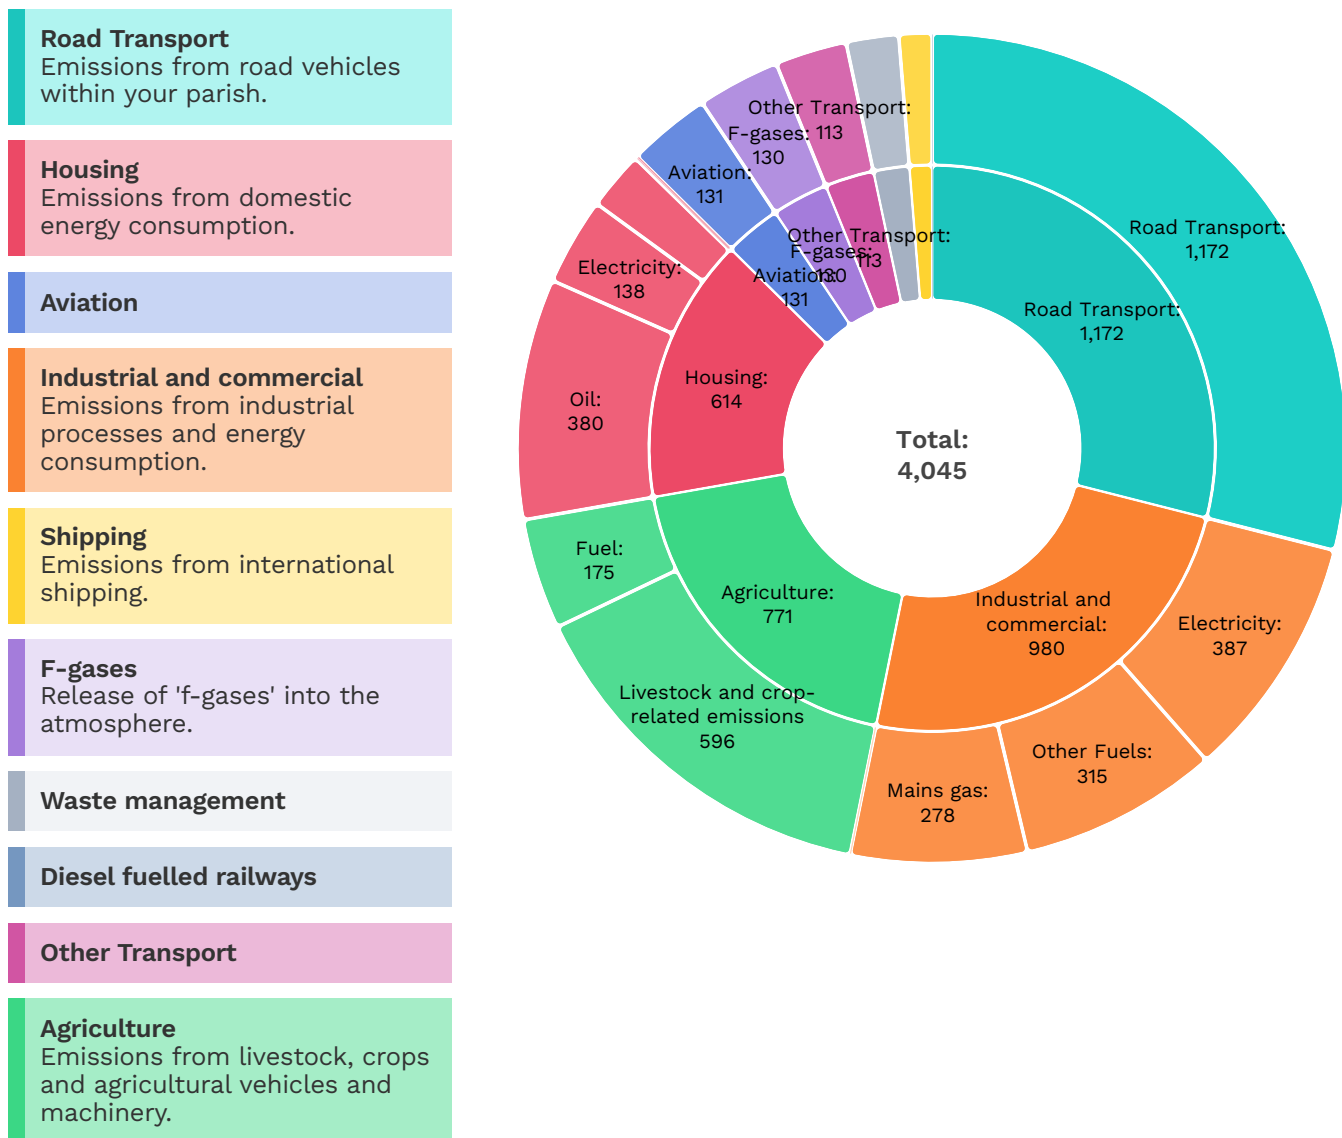 Road Transport
Emissions from road vehicles
within your parish.
Housing
Emissions from domestic
energy consumption.
Aviation
Industrial and commercial
Emissions from industrial
processes and energy
consumption.
Shipping
Emissions from international
shipping.
F-gases
Release of 'f-gases' into the
atmosphere.
Waste management
Diesel fuelled railways
Other Transport
Agriculture
Emissions from livestock, crops
and agricultural vehicles and
machinery.
Other Transport:
113
F-gases:
130
Aviation:
131
Road Transport:
1,172
Other Transport:
113
F-gases:
130
Aviation:
131
Electricity:
138
Road Transport:
1,172
Housing:
614
Oil:
380
Total:
4,045
Fuel:
175
Agriculture:
771
Industrial and
commercial:
980
Electricity:
387
Livestock and crop-
related emissions
596
Other Fuels:
315
Mains gas:
278